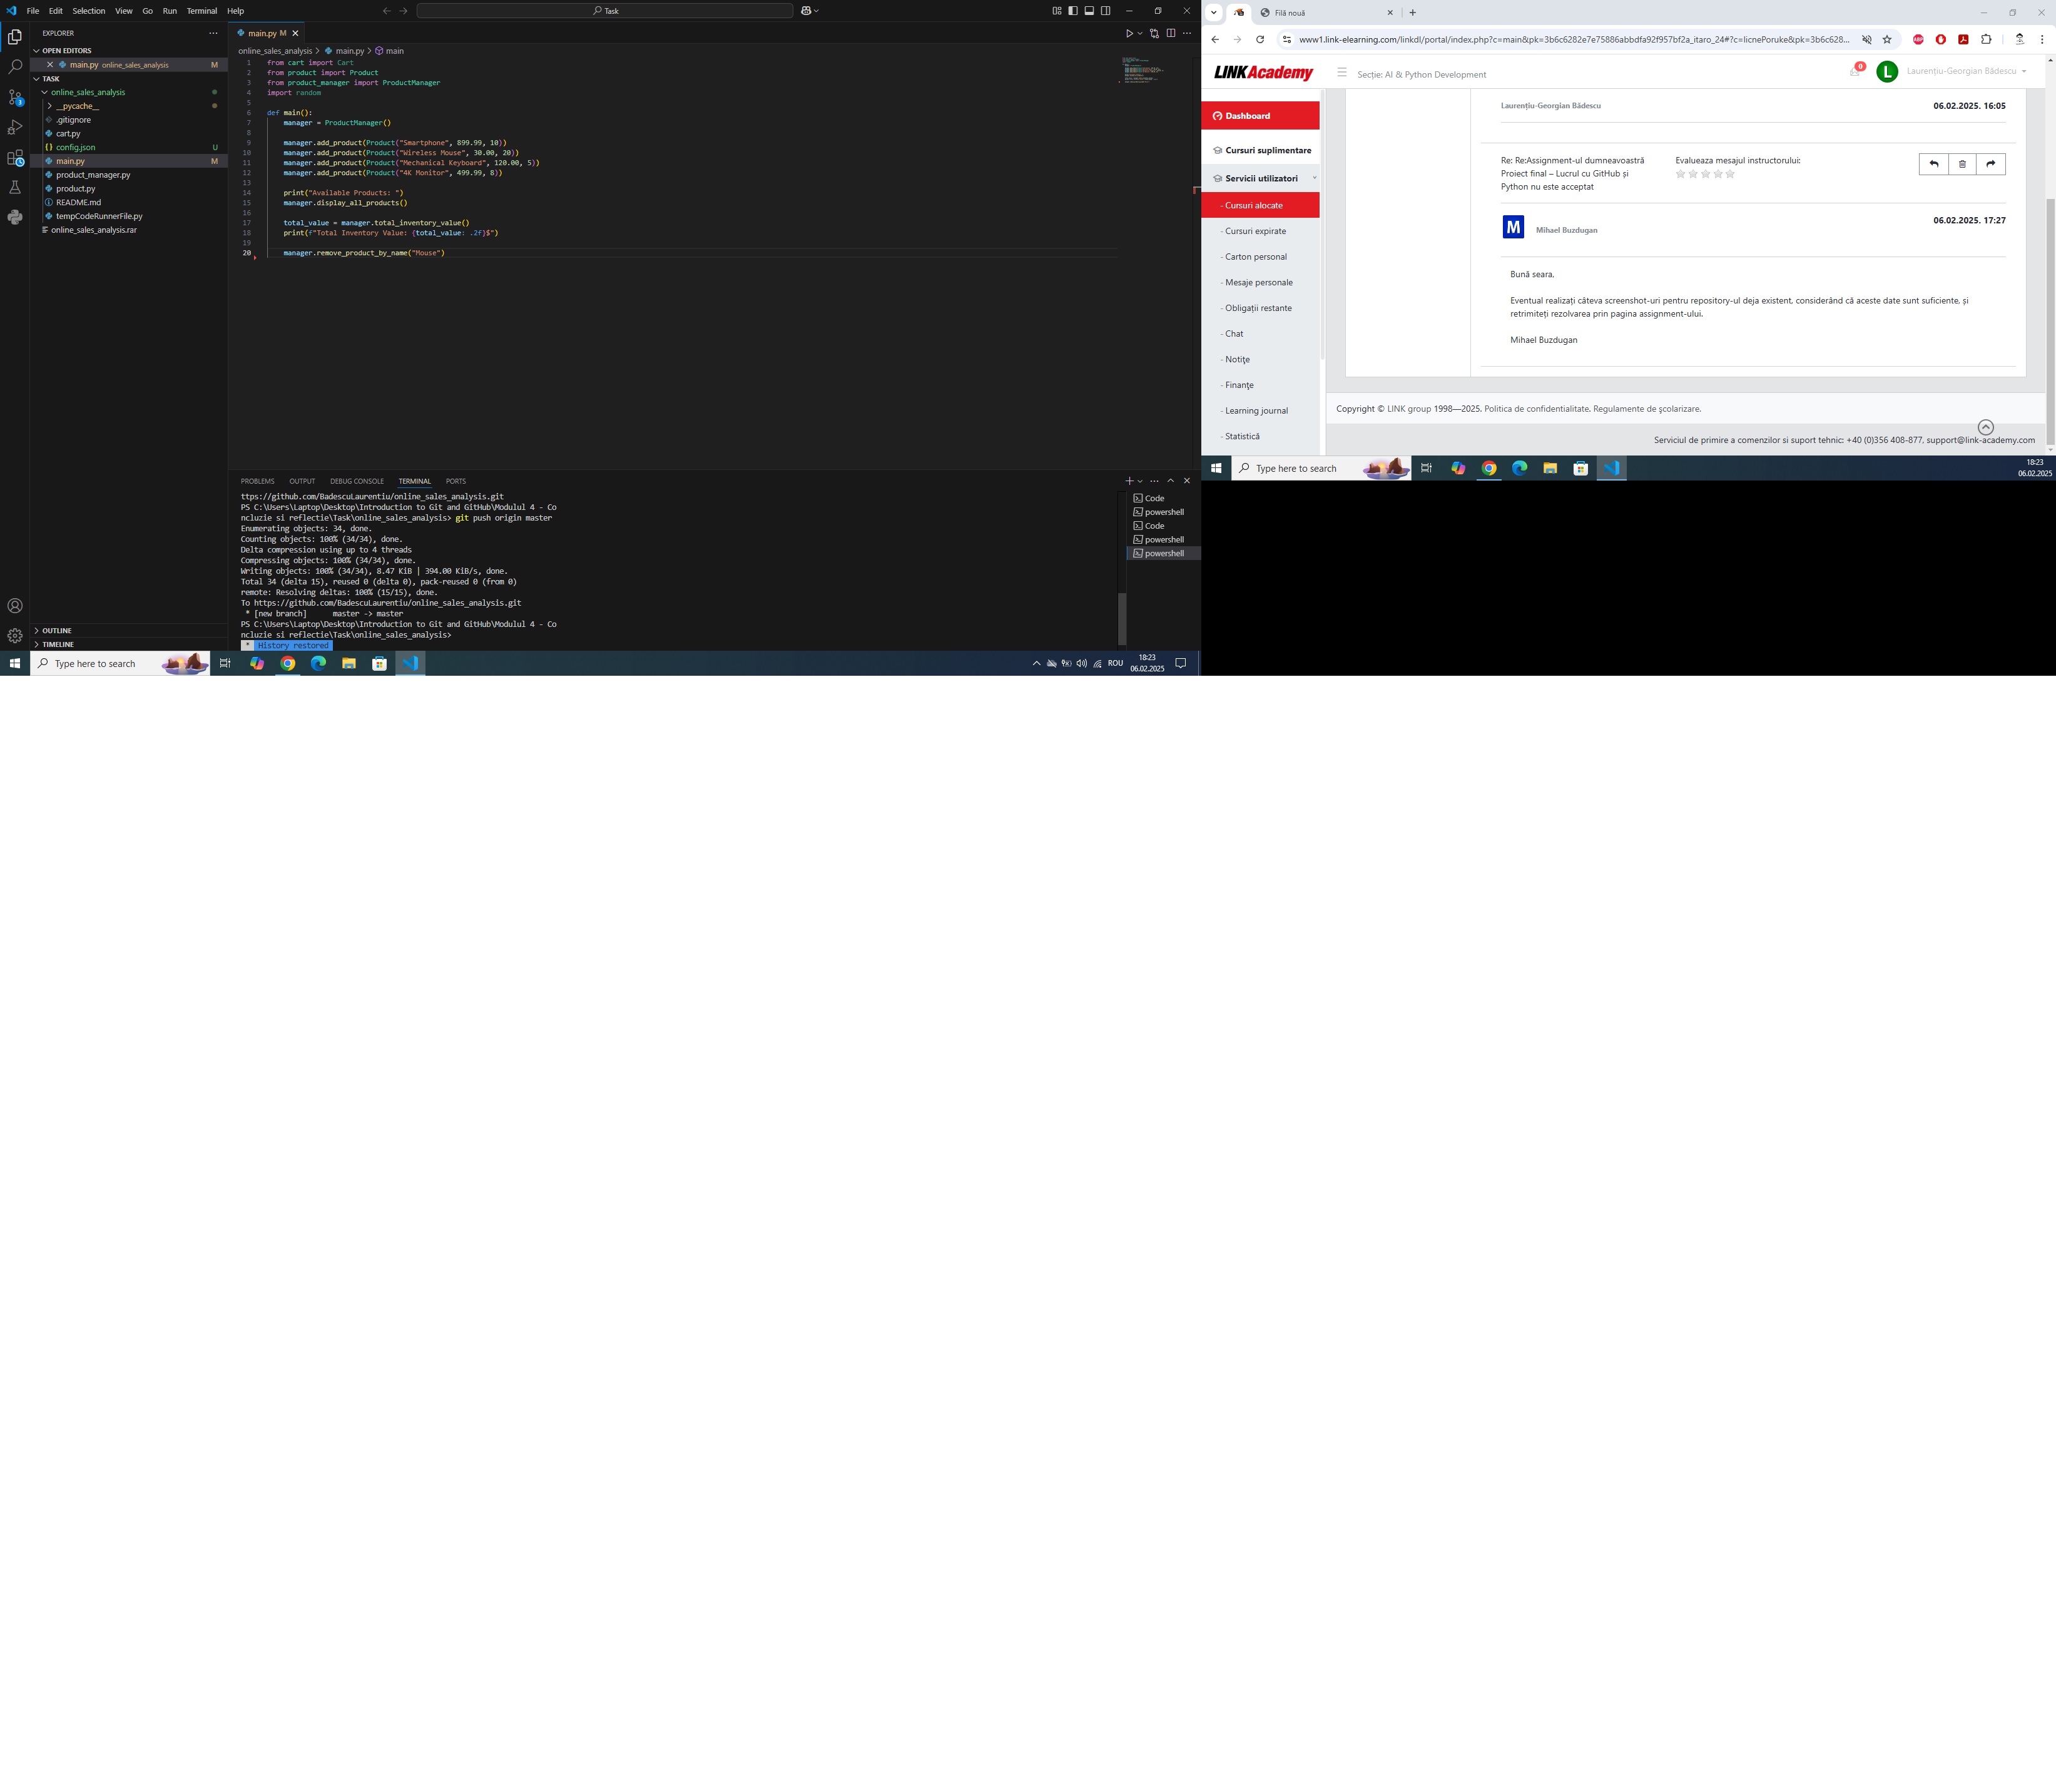 File Edit Selection View Go Run Terminal Help
Task
EXPLORER
OPEN EDITORS
main.py online_sales_analysis M
TASK
online_sales_analysis
__pycache__
.gitignore
cart.py
config.json U
main.py M
product_manager.py
product.py
README.md
tempCodeRunnerFile.py
online_sales_analysis.rar
OUTLINE
TIMELINE
main.py M
online_sales_analysis > main.py > main
1 from cart import Cart
2 from product import Product
3 from product_manager import ProductManager
4 import random
5
6 def main():
7 manager = ProductManager()
8
9 manager.add_product(Product("Smartphone", 899.99, 10))
10 manager.add_product(Product("Wireless Mouse", 30.00, 20))
11 manager.add_product(Product("Mechanical Keyboard", 120.00, 5))
12 manager.add_product(Product("4K Monitor", 499.99, 8))
13
14 print("Available Products: ")
15 manager.display_all_products()
16
17 total_value = manager.total_inventory_value()
18 print(f"Total Inventory Value: {total_value: .2f}$")
19
20 manager.remove_product_by_name("Mouse")
PROBLEMS OUTPUT DEBUG CONSOLE TERMINAL PORTS
ttps://github.com/BadescuLaurentiu/online_sales_analysis.git
PS C:\Users\Laptop\Desktop\Introduction to Git and GitHub\Modulul 4 - Co
ncluzie si reflectie\Task\online_sales_analysis> git push origin master
Enumerating objects: 34, done.
Counting objects: 100% (34/34), done.
Delta compression using up to 4 threads
Compressing objects: 100% (34/34), done.
Writing objects: 100% (34/34), 8.47 KiB | 394.00 KiB/s, done.
Total 34 (delta 15), reused 0 (delta 0), pack-reused 0 (from 0)
remote: Resolving deltas: 100% (15/15), done.
To https://github.com/BadescuLaurentiu/online_sales_analysis.git
* [new branch] master -> master
PS C:\Users\Laptop\Desktop\Introduction to Git and GitHub\Modulul 4 - Co
ncluzie si reflectie\Task\online_sales_analysis>
* History restored
Code
powershell
Code
powershell
powershell
Type here to search
ROU
18:23
06.02.2025
Filă nouă
www1.link-elearning.com/linkdl/portal/index.php?c=main&pk=3b6c6282e7e75886abbdfa92f957bf2a_itaro_24#?c=licnePoruke&pk=3b6c628...
ABP
LINKAcademy
Secție: AI & Python Development
0
L
Laurențiu-Georgian Bădescu
Dashboard
Cursuri suplimentare
Servicii utilizatori
- Cursuri alocate
- Cursuri expirate
- Carton personal
- Mesaje personale
- Obligații restante
- Chat
- Notiţe
- Finanţe
- Learning journal
- Statistică
Laurențiu-Georgian Bădescu 06.02.2025. 16:05
Re: Re:Assignment-ul dumneavoastră
Proiect final – Lucrul cu GitHub și
Python nu este acceptat
Evalueaza mesajul instructorului:
M Mihael Buzdugan 06.02.2025. 17:27
Bună seara,
Eventual realizați câteva screenshot-uri pentru repository-ul deja existent, considerând că aceste date sunt suficiente, și
retrimiteți rezolvarea prin pagina assignment-ului.
Mihael Buzdugan
Copyright © LINK group 1998—2025, Politica de confidentialitate, Regulamente de școlarizare.
Serviciul de primire a comenzilor si suport tehnic: +40 (0)356 408-877, support@link-academy.com
Type here to search
18:23
06.02.2025